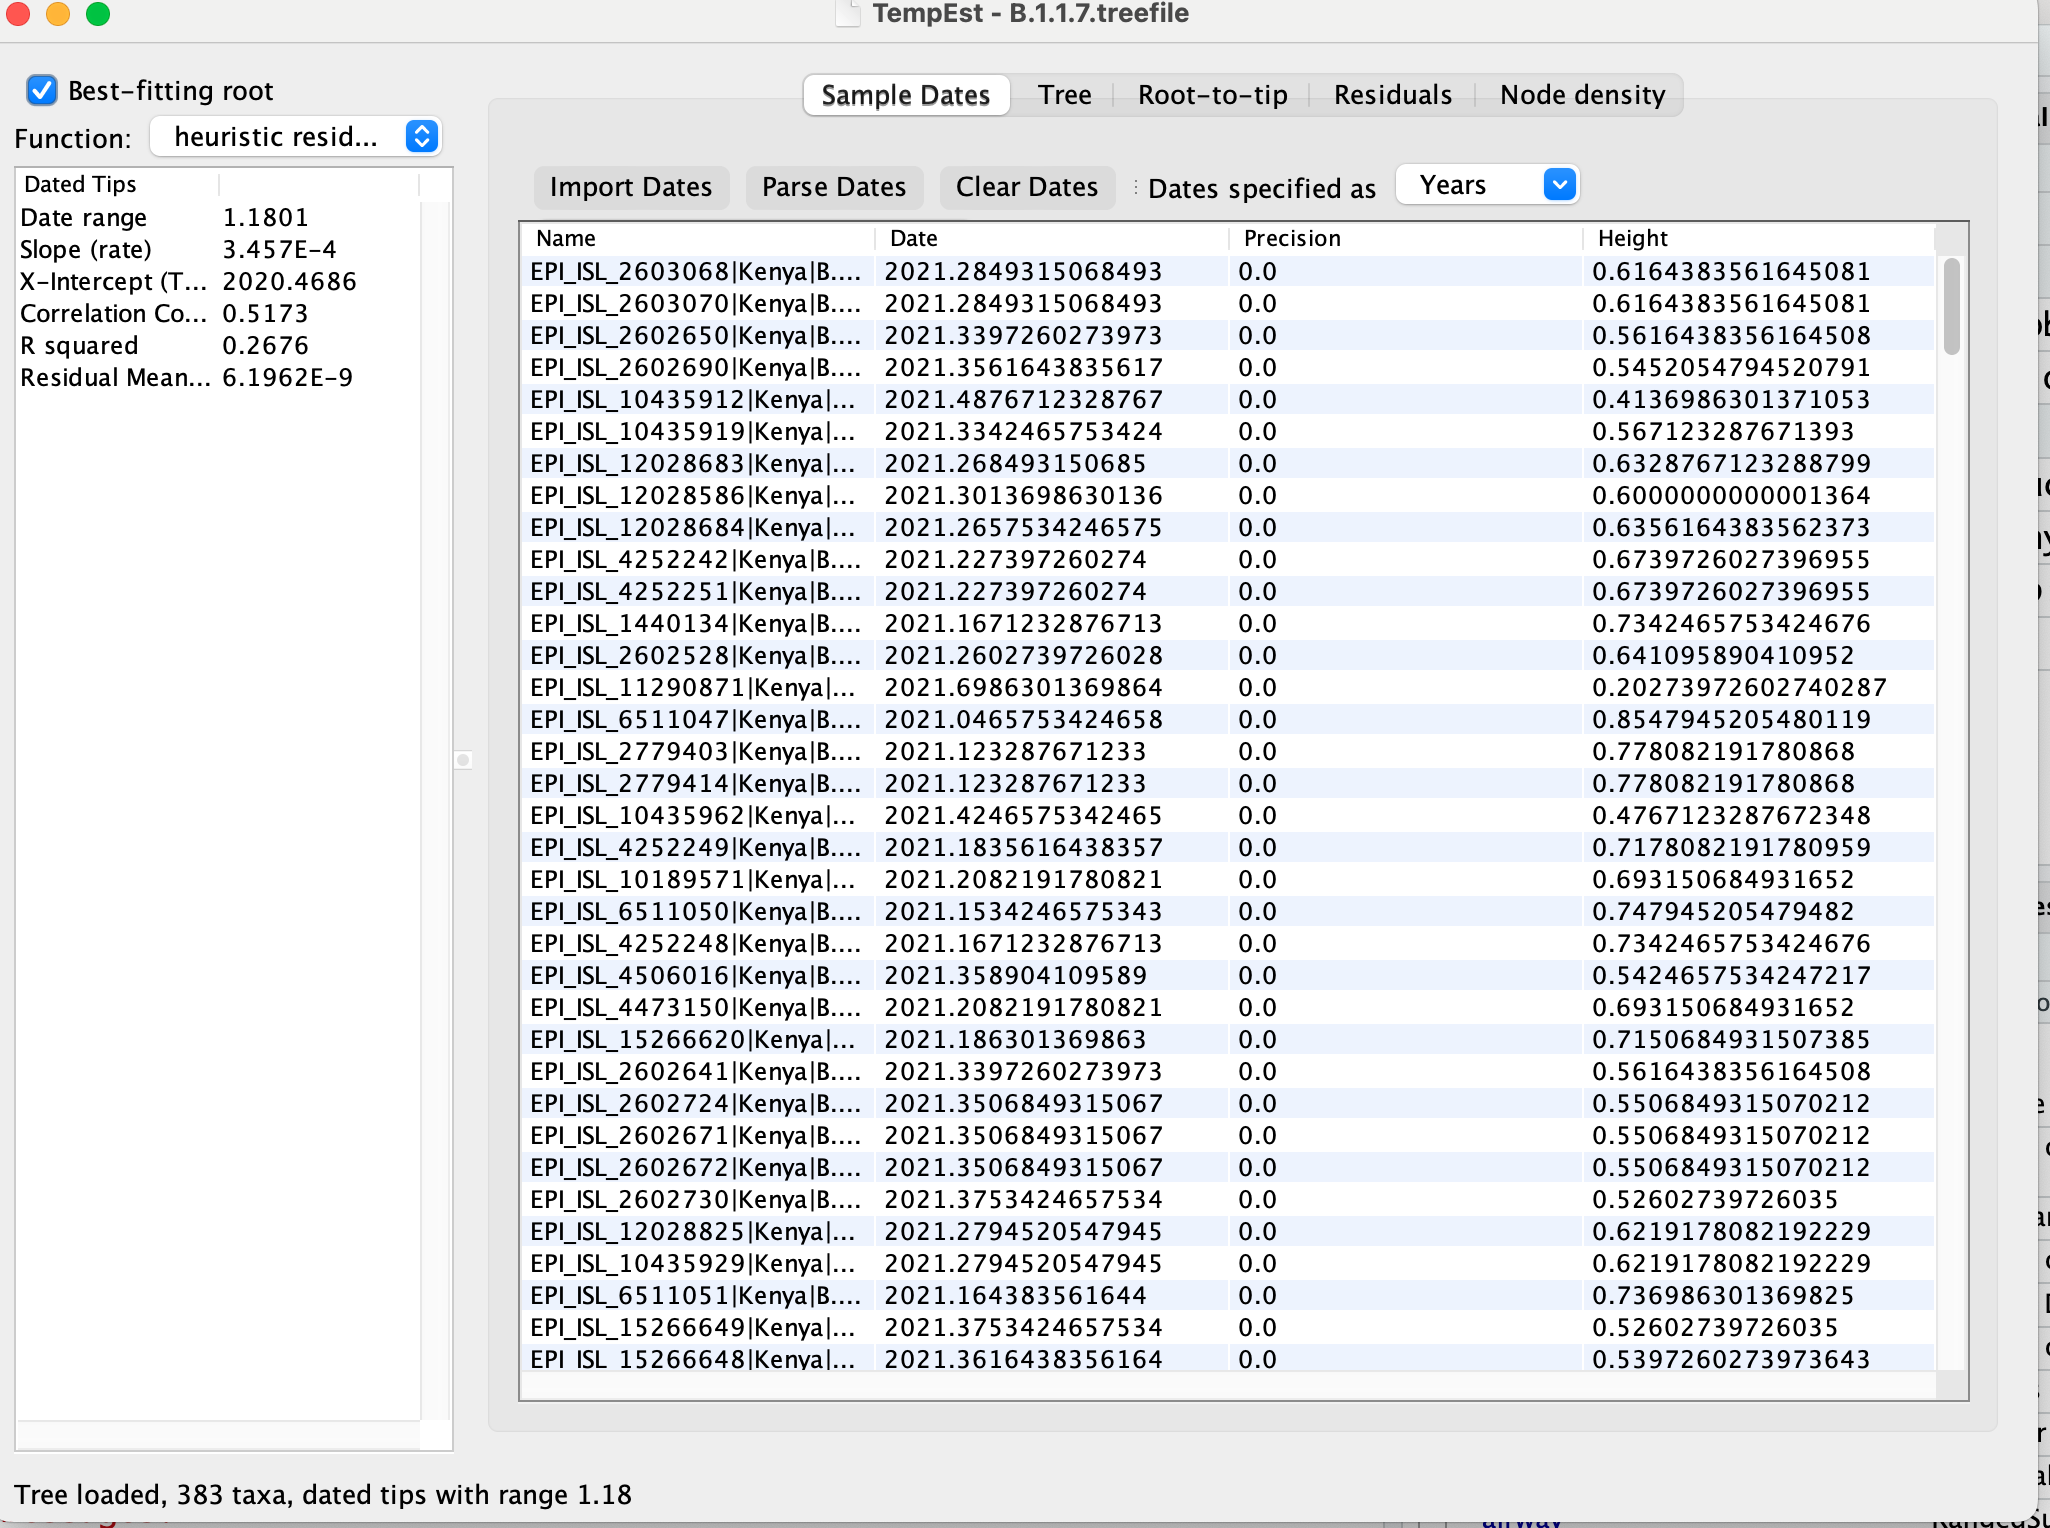 TempEst - B.1.1.7.treefile
Best-fitting root
Function: heuristic resid...
Dated Tips
Date range 1.1801
Slope (rate) 3.457E-4
X-Intercept (T... 2020.4686
Correlation Co... 0.5173
R squared 0.2676
Residual Mean... 6.1962E-9
Sample Dates Tree Root-to-tip Residuals Node density
Import Dates Parse Dates Clear Dates Dates specified as Years
Name Date Precision Height
EPI_ISL_2603068|Kenya|B.... 2021.2849315068493 0.0 0.6164383561645081
EPI_ISL_2603070|Kenya|B.... 2021.2849315068493 0.0 0.6164383561645081
EPI_ISL_2602650|Kenya|B.... 2021.3397260273973 0.0 0.5616438356164508
EPI_ISL_2602690|Kenya|B.... 2021.3561643835617 0.0 0.5452054794520791
EPI_ISL_10435912|Kenya|... 2021.4876712328767 0.0 0.4136986301371053
EPI_ISL_10435919|Kenya|... 2021.3342465753424 0.0 0.567123287671393
EPI_ISL_12028683|Kenya|... 2021.268493150685 0.0 0.6328767123288799
EPI_ISL_12028586|Kenya|... 2021.3013698630136 0.0 0.6000000000001364
EPI_ISL_12028684|Kenya|... 2021.2657534246575 0.0 0.6356164383562373
EPI_ISL_4252242|Kenya|B.... 2021.227397260274 0.0 0.6739726027396955
EPI_ISL_4252251|Kenya|B.... 2021.227397260274 0.0 0.6739726027396955
EPI_ISL_1440134|Kenya|B.... 2021.1671232876713 0.0 0.7342465753424676
EPI_ISL_2602528|Kenya|B.... 2021.2602739726028 0.0 0.641095890410952
EPI_ISL_11290871|Kenya|... 2021.6986301369864 0.0 0.20273972602740287
EPI_ISL_6511047|Kenya|B.... 2021.0465753424658 0.0 0.8547945205480119
EPI_ISL_2779403|Kenya|B.... 2021.123287671233 0.0 0.778082191780868
EPI_ISL_2779414|Kenya|B.... 2021.123287671233 0.0 0.778082191780868
EPI_ISL_10435962|Kenya|... 2021.4246575342465 0.0 0.4767123287672348
EPI_ISL_4252249|Kenya|B.... 2021.1835616438357 0.0 0.7178082191780959
EPI_ISL_10189571|Kenya|... 2021.2082191780821 0.0 0.693150684931652
EPI_ISL_6511050|Kenya|B.... 2021.1534246575343 0.0 0.747945205479482
EPI_ISL_4252248|Kenya|B.... 2021.1671232876713 0.0 0.7342465753424676
EPI_ISL_4506016|Kenya|B.... 2021.358904109589 0.0 0.5424657534247217
EPI_ISL_4473150|Kenya|B.... 2021.2082191780821 0.0 0.693150684931652
EPI_ISL_15266620|Kenya|... 2021.186301369863 0.0 0.7150684931507385
EPI_ISL_2602641|Kenya|B.... 2021.3397260273973 0.0 0.5616438356164508
EPI_ISL_2602724|Kenya|B.... 2021.3506849315067 0.0 0.5506849315070212
EPI_ISL_2602671|Kenya|B.... 2021.3506849315067 0.0 0.5506849315070212
EPI_ISL_2602672|Kenya|B.... 2021.3506849315067 0.0 0.5506849315070212
EPI_ISL_2602730|Kenya|B.... 2021.3753424657534 0.0 0.52602739726035
EPI_ISL_12028825|Kenya|... 2021.2794520547945 0.0 0.6219178082192229
EPI_ISL_10435929|Kenya|... 2021.2794520547945 0.0 0.6219178082192229
EPI_ISL_6511051|Kenya|B.... 2021.164383561644 0.0 0.736986301369825
EPI_ISL_15266649|Kenya|... 2021.3753424657534 0.0 0.52602739726035
EPI_ISL_15266648|Kenya|... 2021.3616438356164 0.0 0.5397260273973643
Tree loaded, 383 taxa, dated tips with range 1.18